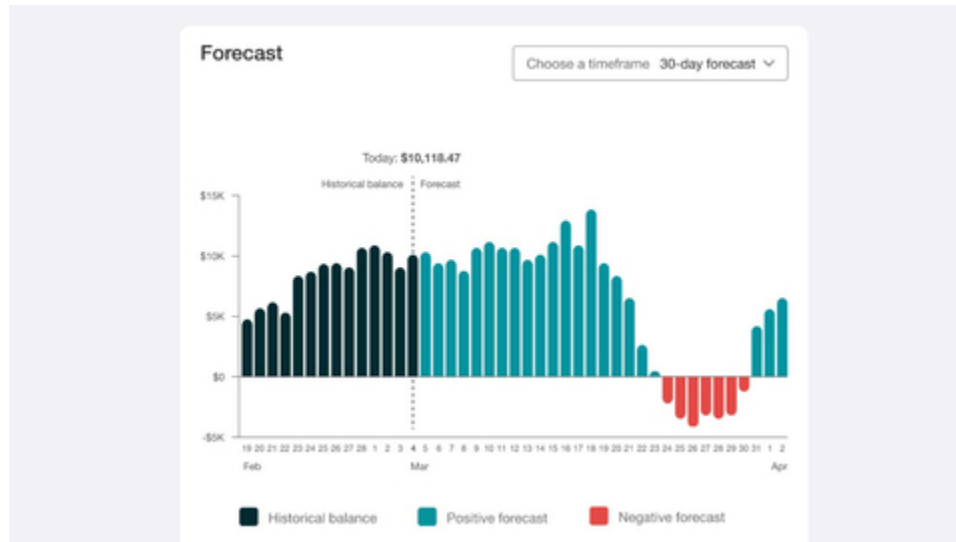 Forecast
Choose a timeframe 30-day forecast
Today: $10,118.47
Historical balance Forecast
$15K
$10K
$5K
$0
-$5K
19 20 21 22 23 24 25 26 27 28 1 2 3 4 5 6 7 8 9 10 11 12 13 14 15 16 17 18 19 20 21 22 23 24 25 26 27 28 29 30 31 1 2
Feb Mar Apr
Historical balance Positive forecast Negative forecast